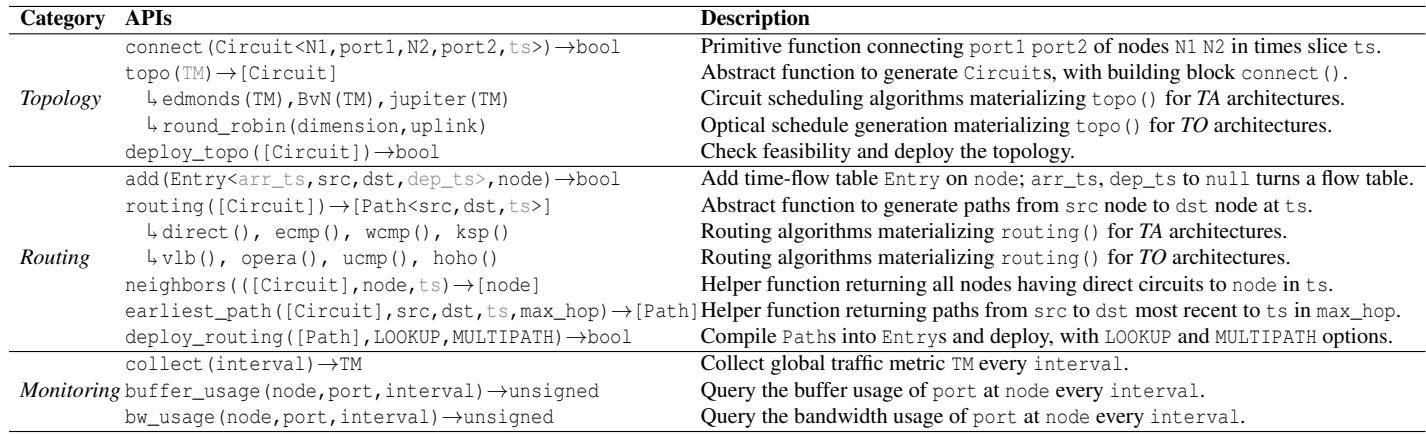 Category APIs Description
connect(Circuit<N1,port1,N2,port2,ts>)→bool Primitive function connecting port1 port2 of nodes N1 N2 in times slice ts.
topo(TM)→[Circuit] Abstract function to generate Circuits, with building block connect().
Topology ↳edmonds(TM),BvN(TM),jupiter(TM) Circuit scheduling algorithms materializing topo() for TA architectures.
↳round_robin(dimension,uplink) Optical schedule generation materializing topo() for TO architectures.
deploy_topo([Circuit])→bool Check feasibility and deploy the topology.
add(Entry<arr_ts,src,dst,dep_ts>,node)→bool Add time-flow table Entry on node; arr_ts, dep_ts to null turns a flow table.
routing([Circuit])→[Path<src,dst,ts>] Abstract function to generate paths from src node to dst node at ts.
↳direct(), ecmp(), wcmp(), ksp() Routing algorithms materializing routing() for TA architectures.
Routing ↳vlb(), opera(), ucmp(), hoho() Routing algorithms materializing routing() for TO architectures.
neighbors(([Circuit],node,ts)→[node] Helper function returning all nodes having direct circuits to node in ts.
earliest_path([Circuit],src,dst,ts,max_hop)→[Path] Helper function returning paths from src to dst most recent to ts in max_hop.
deploy_routing([Path],LOOKUP,MULTIPATH)→bool Compile Paths into Entrys and deploy, with LOOKUP and MULTIPATH options.
collect(interval)→TM Collect global traffic metric TM every interval.
Monitoring buffer_usage(node,port,interval)→unsigned Query the buffer usage of port at node every interval.
bw_usage(node,port,interval)→unsigned Query the bandwidth usage of port at node every interval.